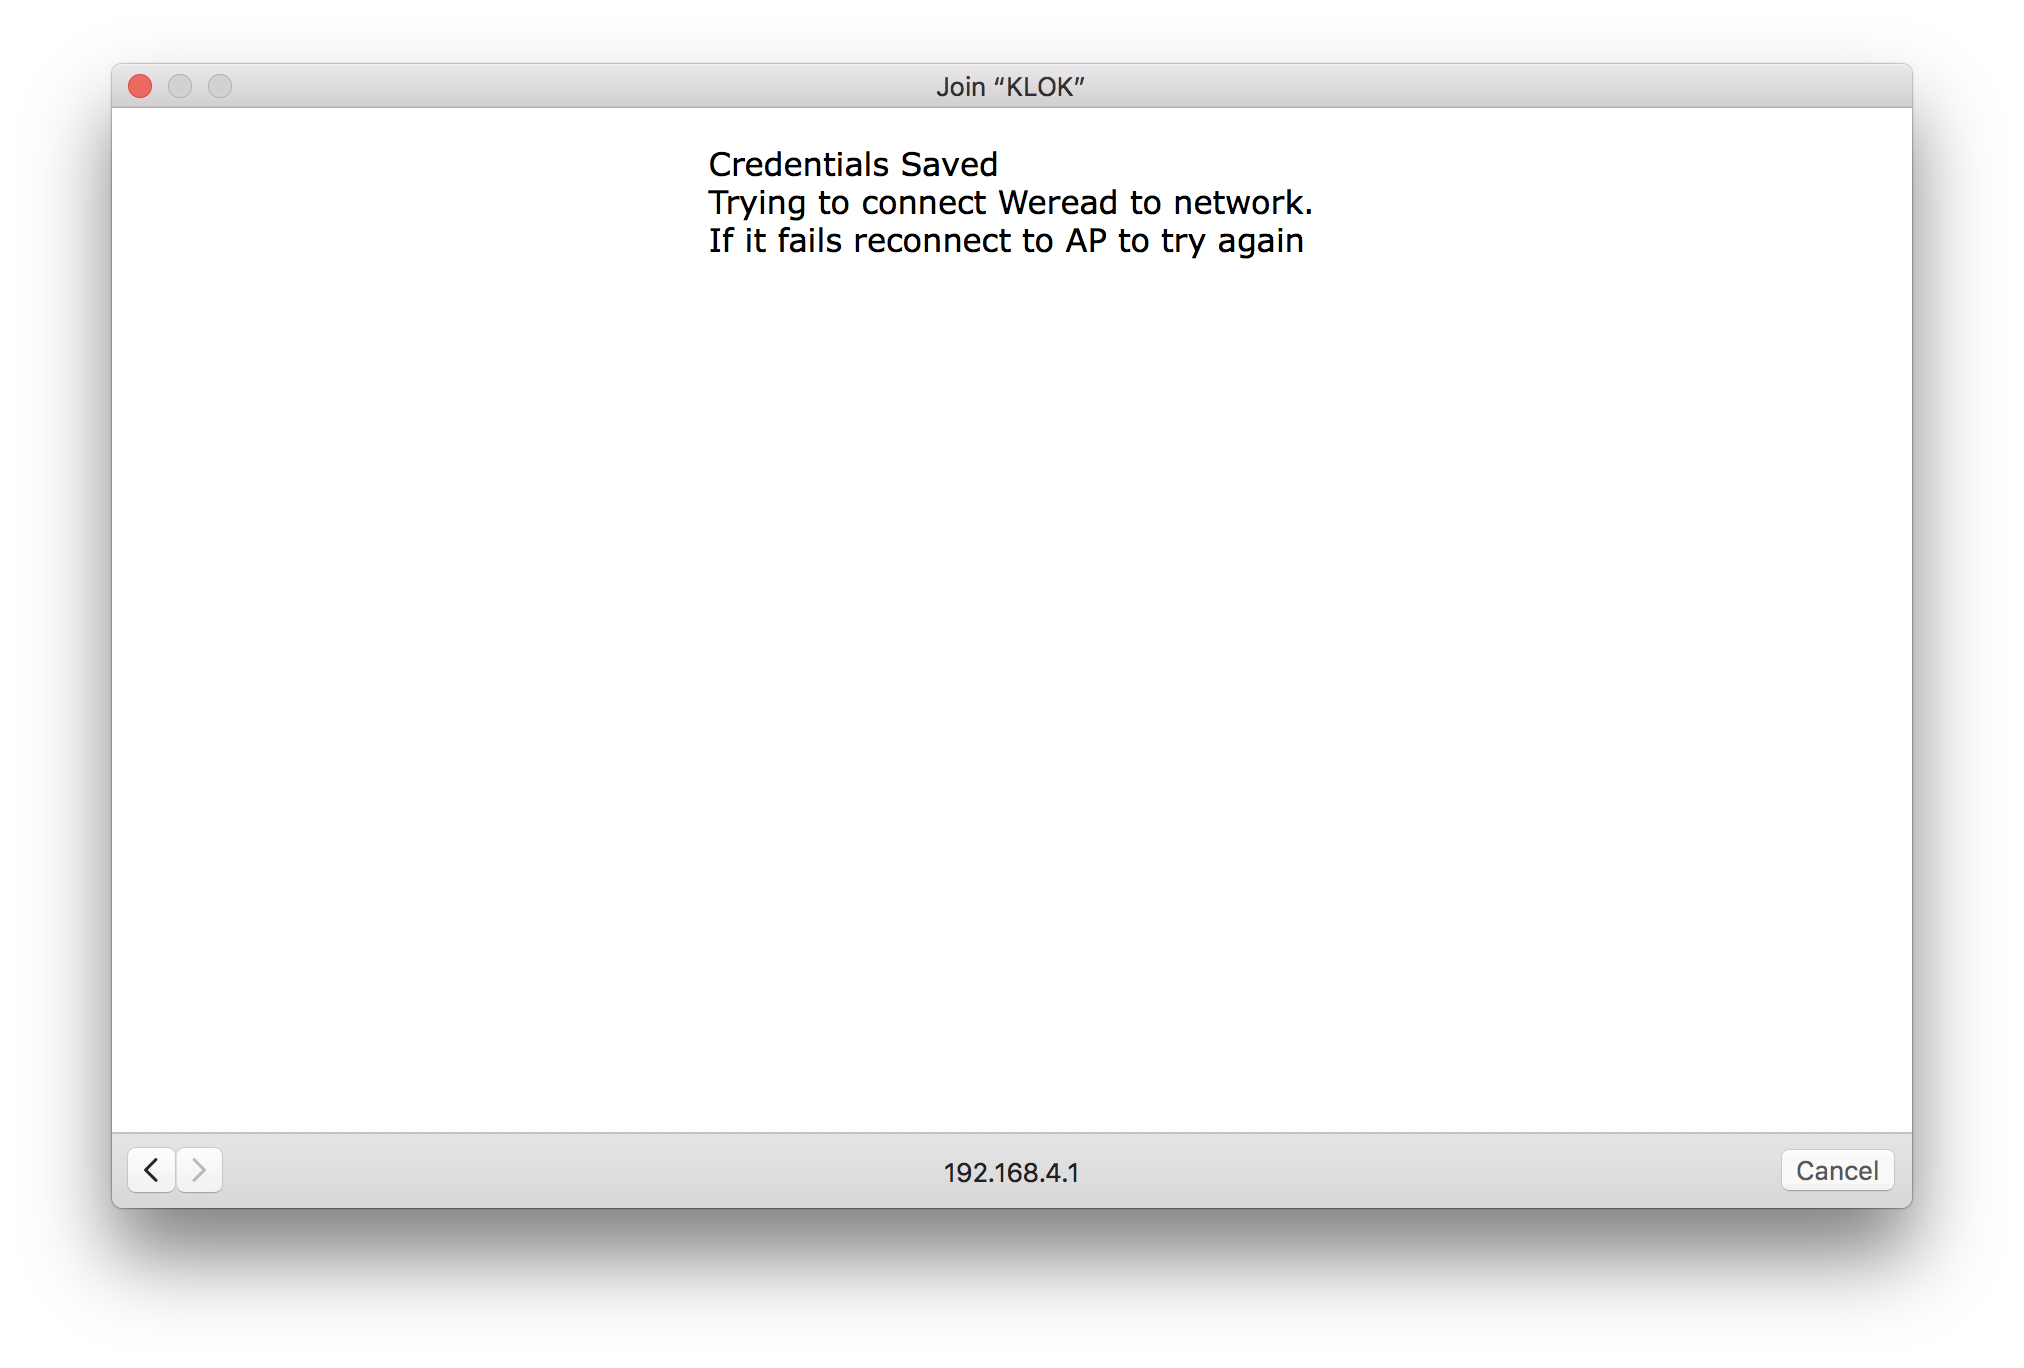 Join “KLOK”
Credentials Saved
Trying to connect Weread to network.
If it fails reconnect to AP to try again
192.168.4.1
Cancel